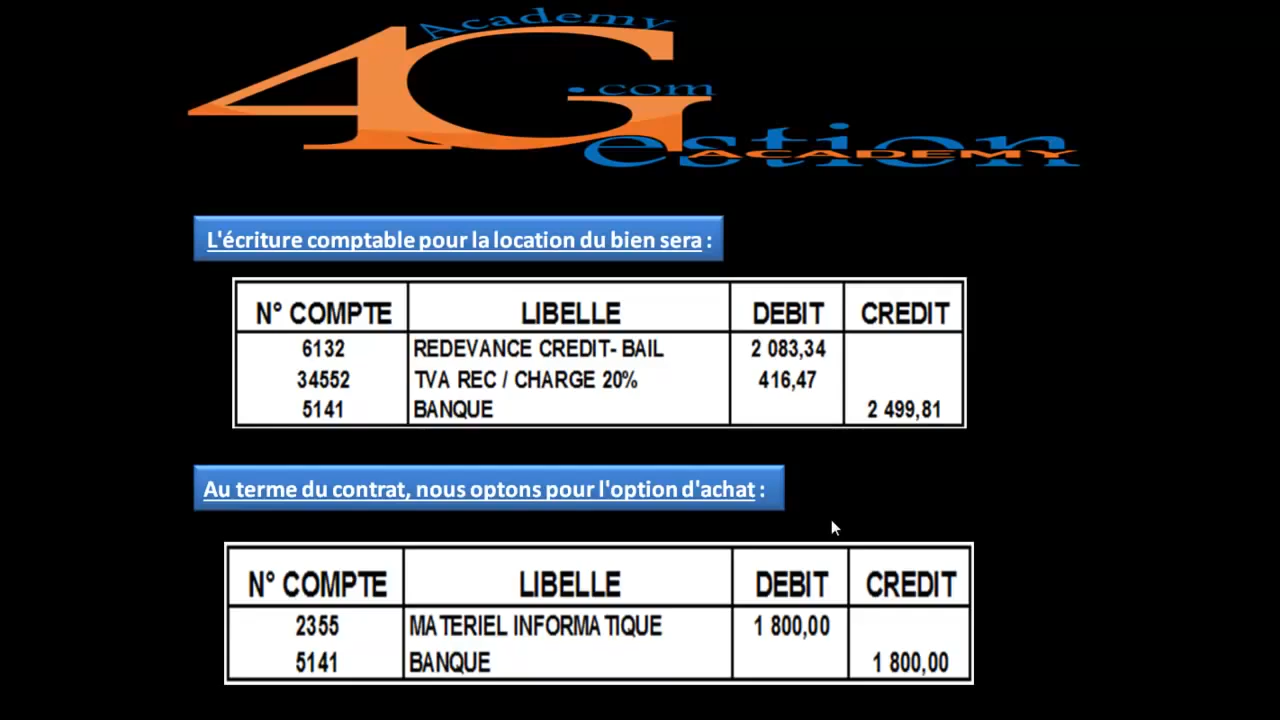 Academy
4G
.com
estion
ACADEMY
L'écriture comptable pour la location du bien sera :
N° COMPTE LIBELLE DEBIT CREDIT
6132 REDEVANCE CREDIT- BAIL 2 083,34
34552 TVA REC / CHARGE 20% 416,47
5141 BANQUE 2 499,81
Au terme du contrat, nous optons pour l'option d'achat :
N° COMPTE LIBELLE DEBIT CREDIT
2355 MATERIEL INFORMATIQUE 1 800,00
5141 BANQUE 1 800,00